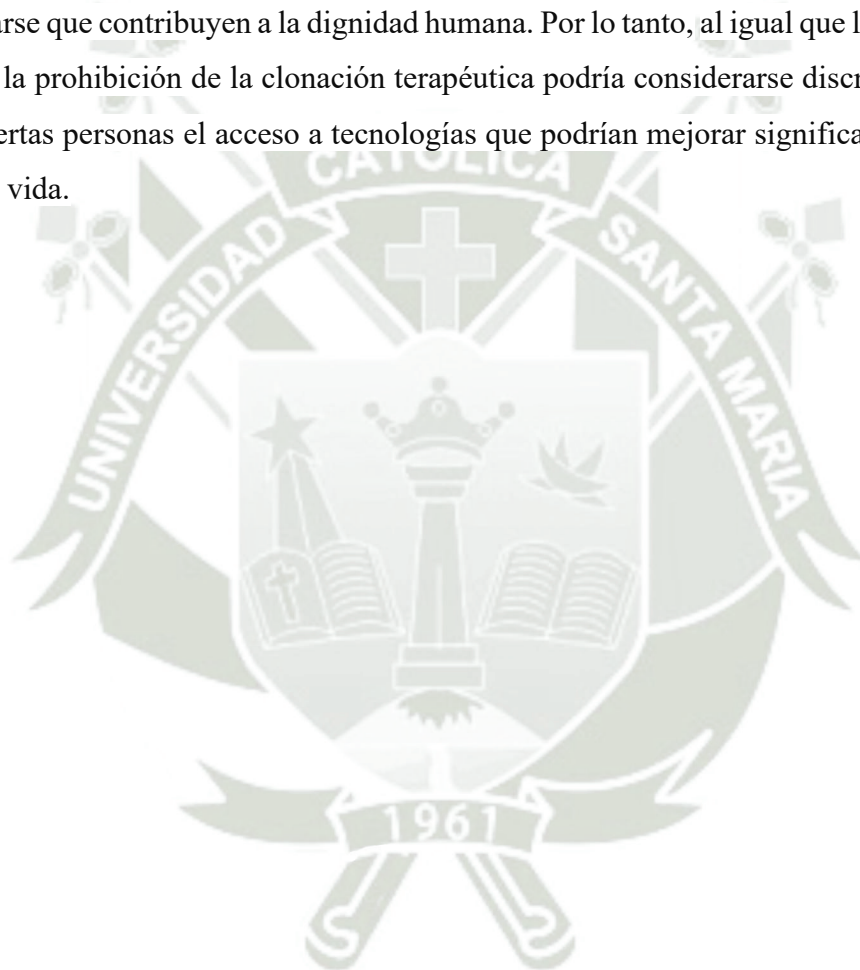 arse que contribuyen a la dignidad humana. Por lo tanto, al igual que l
la prohibición de la clonación terapéutica podría considerarse discr
ertas personas el acceso a tecnologías que podrían mejorar significa
vida.
CATÓLICA
UNIVERSIDAD
SANTA MARIA
1961